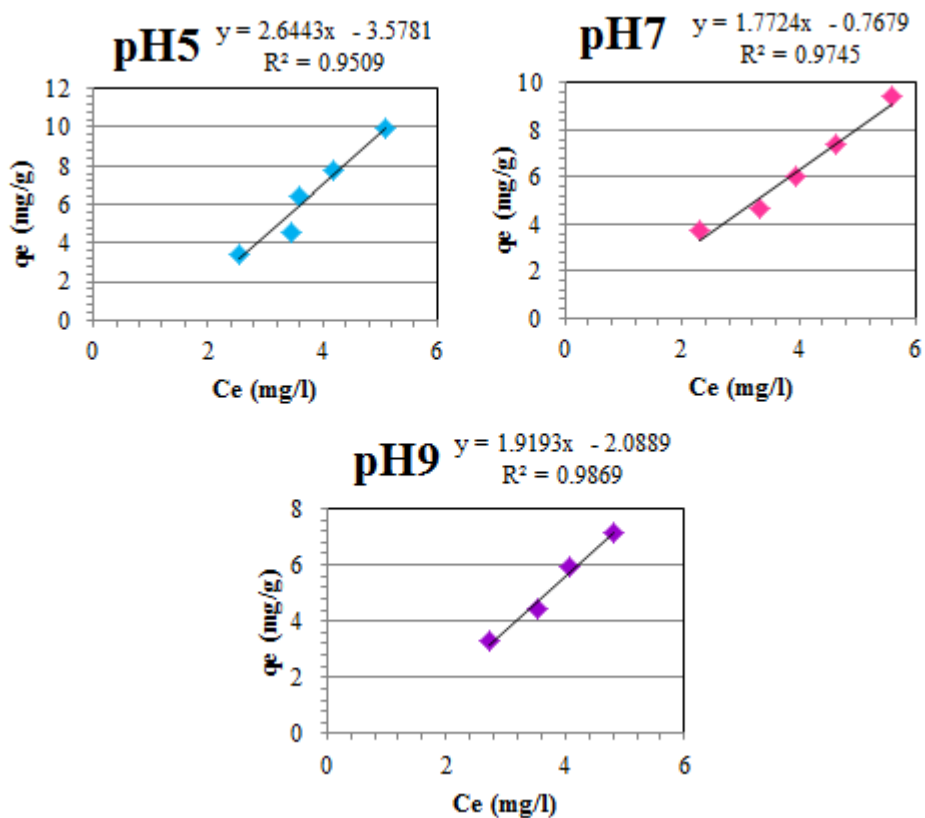 pH5 y = 2.6443x - 3.5781
R² = 0.9509
12
10
8
6
4
2
0
qe (mg/g)
0 2 4 6
Ce (mg/l)
pH7 y = 1.7724x - 0.7679
R² = 0.9745
10
8
6
4
2
0
qe (mg/g)
0 2 4 6
Ce (mg/l)
pH9 y = 1.9193x - 2.0889
R² = 0.9869
8
6
4
2
0
qe (mg/g)
0 2 4 6
Ce (mg/l)